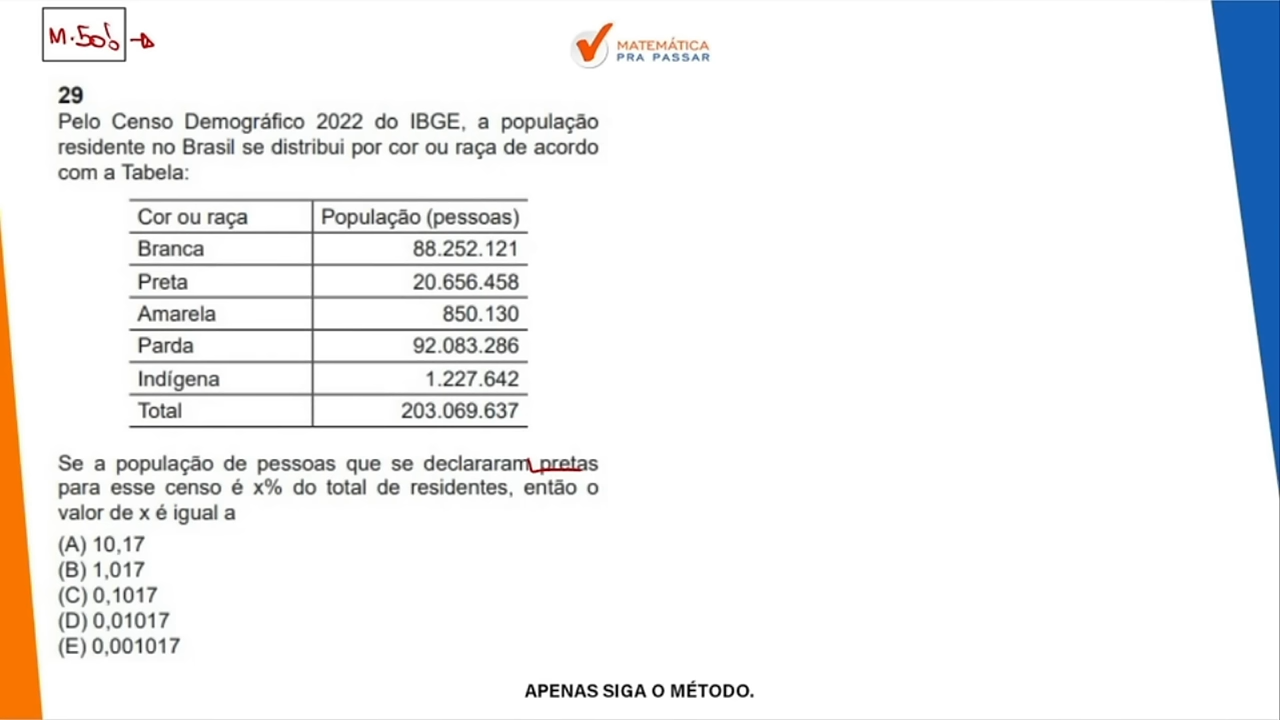 M.50%
MATEMÁTICA
PRA PASSAR
29
Pelo Censo Demográfico 2022 do IBGE, a população
residente no Brasil se distribui por cor ou raça de acordo
com a Tabela:
Cor ou raça População (pessoas)
Branca 88.252.121
Preta 20.656.458
Amarela 850.130
Parda 92.083.286
Indígena 1.227.642
Total 203.069.637
Se a população de pessoas que se declararam pretas
para esse censo é x% do total de residentes, então o
valor de x é igual a
(A) 10,17
(B) 1,017
(C) 0,1017
(D) 0,01017
(E) 0,001017
APENAS SIGA O MÉTODO.